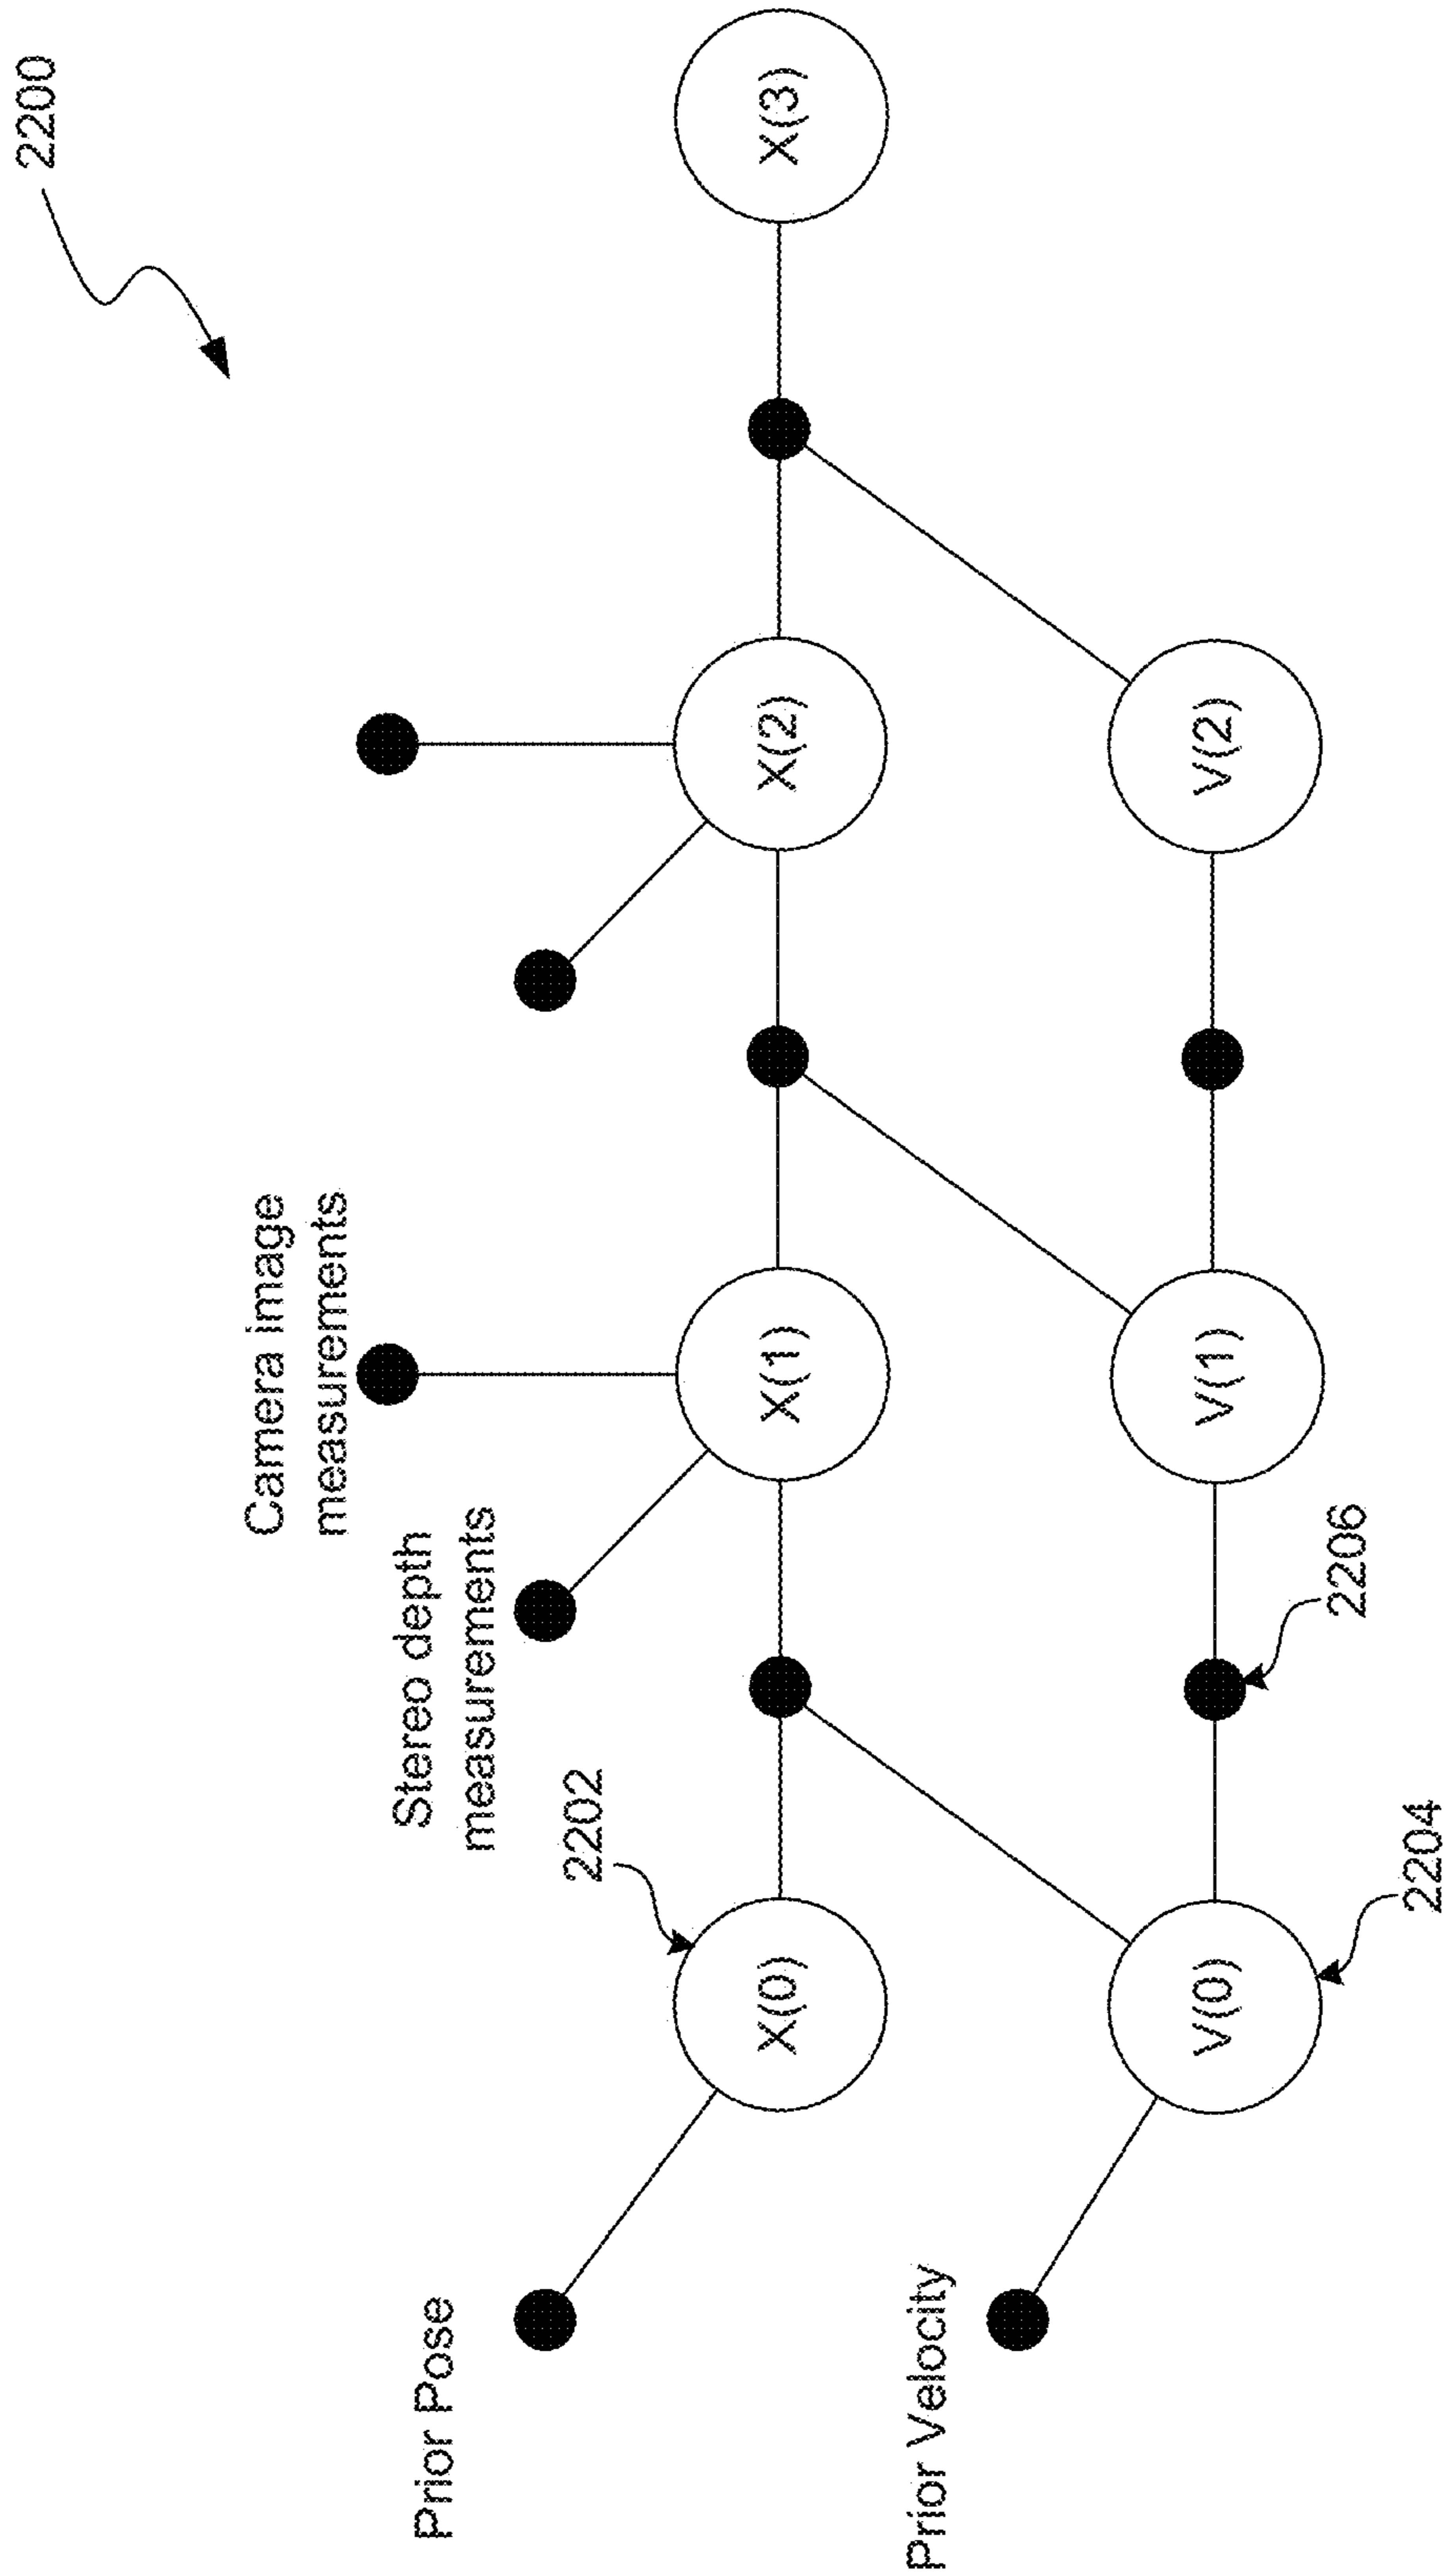 2200
Camera image
measurements
Stereo depth
measurements
Prior Pose
2202
X(0)
X(1)
X(2)
X(3)
Prior Velocity
V(0)
V(1)
V(2)
2204
2206